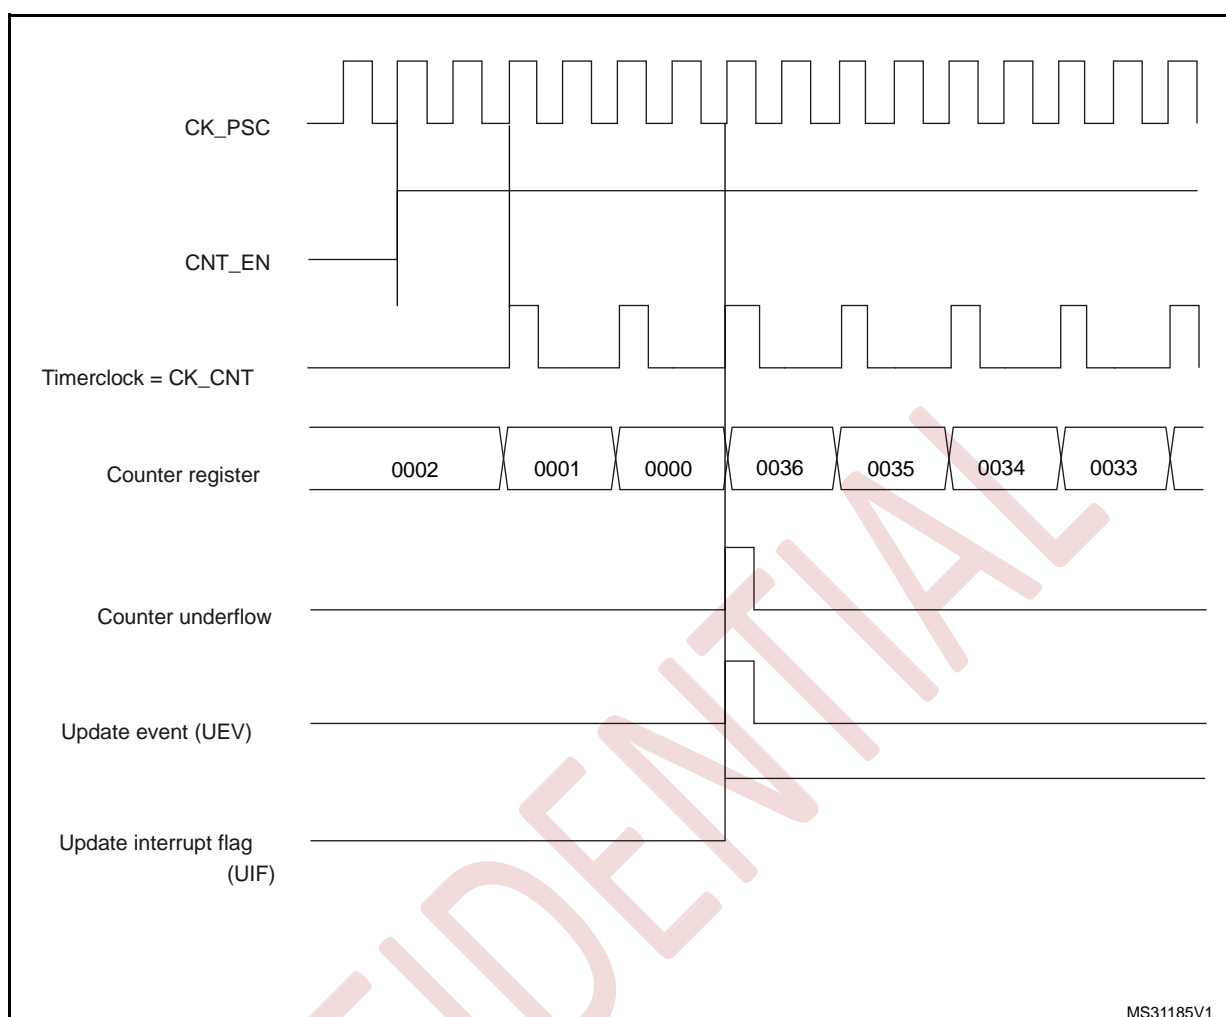 CK_PSC
CNT_EN
Timerclock = CK_CNT
Counter register
0002 0001 0000 0036 0035 0034 0033
Counter underflow
Update event (UEV)
Update interrupt flag
(UIF)
FIDENTIAL
MS31185V1